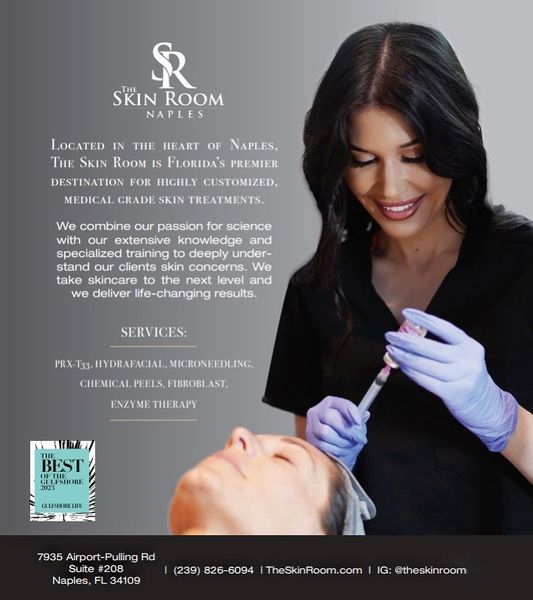 SR
THE
SKIN ROOM
NAPLES
LOCATED IN THE HEART OF NAPLES,
THE SKIN ROOM IS FLORIDA'S PREMIER
DESTINATION FOR HIGHLY CUSTOMIZED,
MEDICAL GRADE SKIN TREATMENTS.
We combine our passion for science
with our extensive knowledge and
specialized training to deeply under-
stand our clients skin concerns. We
take skincare to the next level and
we deliver life-changing results.
SERVICES:
PRX-T33, HYDRAFACIAL, MICRONEEDLING,
CHEMICAL PEELS, FIBROBLAST,
ENZYME THERAPY
THE
BEST
OF THE
GULFSHORE
2023
GULFSHORE LIFE
7935 Airport-Pulling Rd
Suite #208
Naples, FL 34109
| (239) 826-6094 | TheSkinRoom.com | IG: @theskinroom